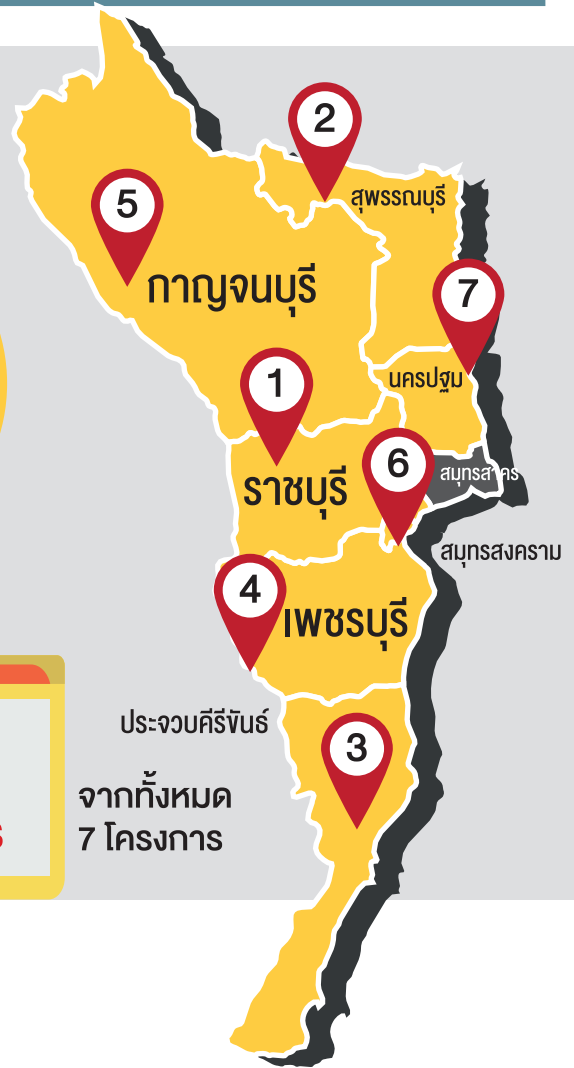 2
สุพรรณบุรี
5
กาญจนบุรี
7
นครปฐม
1
6
สมุทรสาคร
ราชบุรี
สมุทรสงคราม
4
เพชรบุรี
ประจวบคีรีขันธ์
3
จากทั้งหมด
7 โครงการ